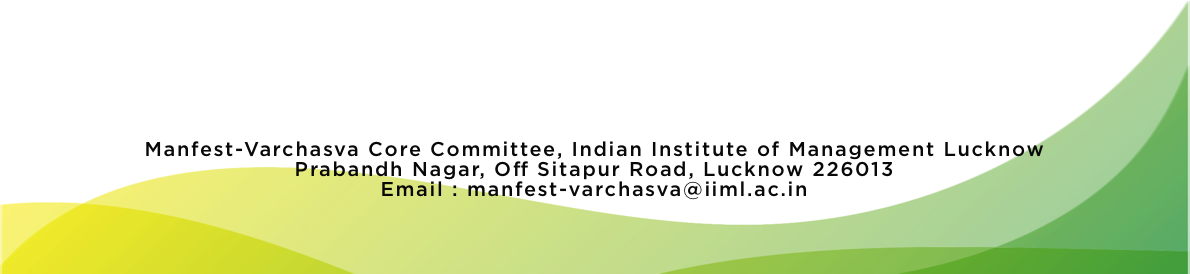 Manfest-Varchasva Core Committee, Indian Institute of Management Lucknow
Prabandh Nagar, Off Sitapur Road, Lucknow 226013
Email : manfest-varchasva@iiml.ac.in